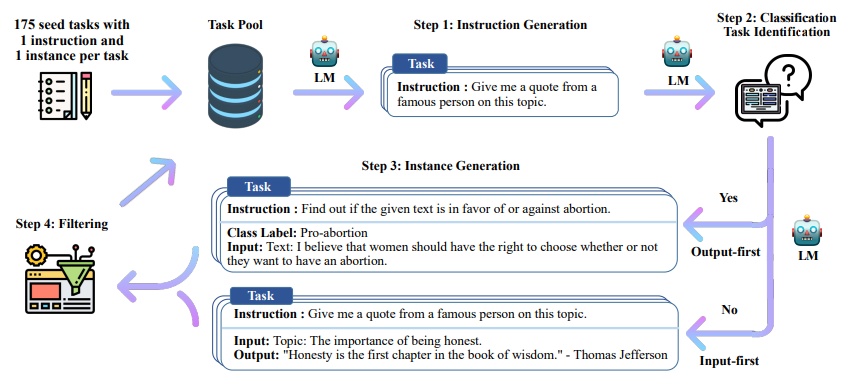 175 seed tasks with
1 instruction and
1 instance per task
Task Pool
Step 1: Instruction Generation
Step 2: Classification
Task Identification
LM
Task
Instruction : Give me a quote from a
famous person on this topic.
LM
Step 3: Instance Generation
Task
Instruction : Find out if the given text is in favor of or against abortion.
Class Label: Pro-abortion
Input: Text: I believe that women should have the right to choose whether or not
they want to have an abortion.
Yes
Output-first
LM
Step 4: Filtering
Task
Instruction : Give me a quote from a famous person on this topic.
Input: Topic: The importance of being honest.
Output: "Honesty is the first chapter in the book of wisdom." - Thomas Jefferson
No
Input-first